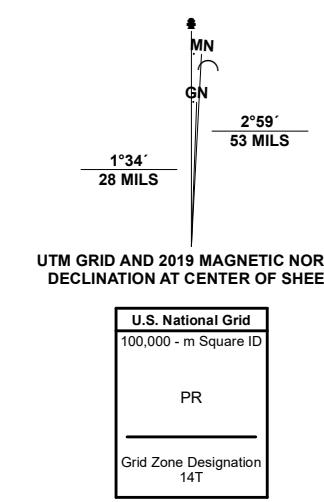 MN
GN
2°59´
53 MILS
1°34´
28 MILS
UTM GRID AND 2019 MAGNETIC NOR
DECLINATION AT CENTER OF SHEE
U.S. National Grid
100,000 - m Square ID
PR
Grid Zone Designation
14T